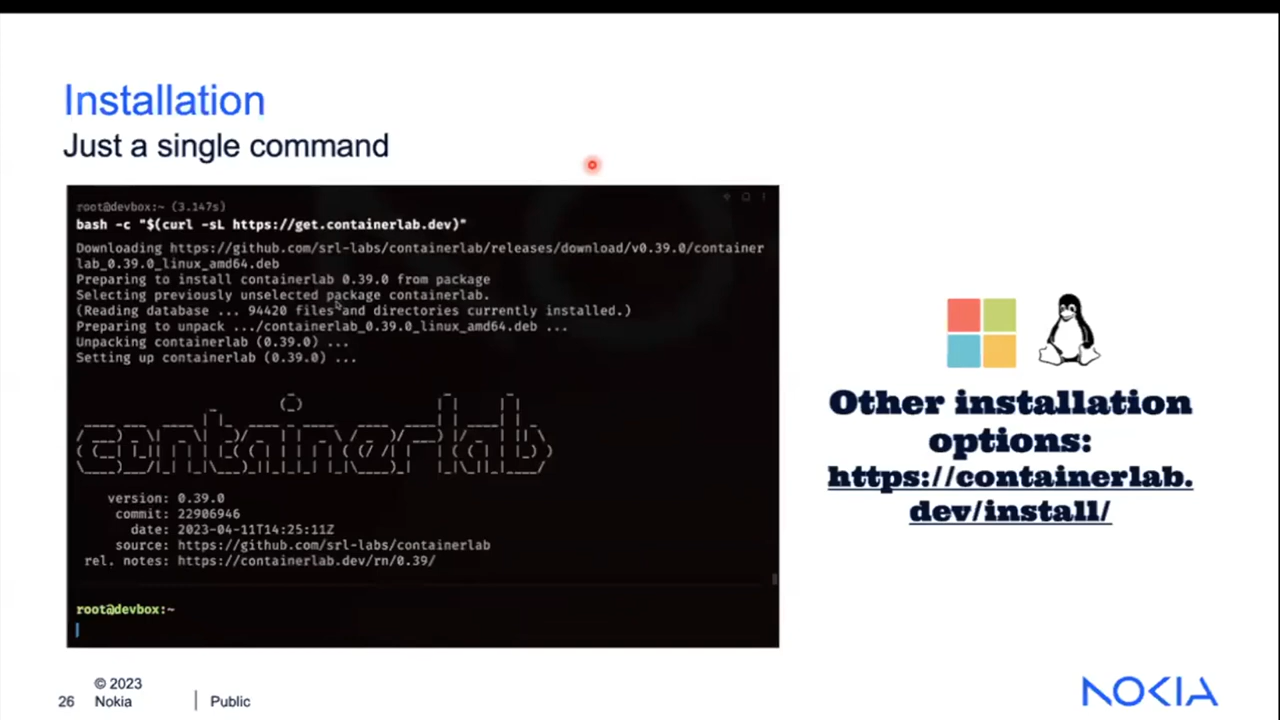 Installation
Just a single command
root@devbox:~ (3.147s)
bash -c "$(curl -sL https://get.containerlab.dev)"
Downloading https://github.com/srl-labs/containerlab/releases/download/v0.39.0/container
lab_0.39.0_linux_amd64.deb
Preparing to install containerlab 0.39.0 from package
Selecting previously unselected package containerlab.
(Reading database ... 94420 files and directories currently installed.)
Preparing to unpack .../containerlab_0.39.0_linux_amd64.deb ...
Unpacking containerlab (0.39.0) ...
Setting up containerlab (0.39.0) ...
containerlab
version: 0.39.0
commit: 22906946
date: 2023-04-11T14:25:11Z
source: https://github.com/srl-labs/containerlab
rel. notes: https://containerlab.dev/rn/0.39/
root@devbox:~
Other installation
options:
https://containerlab.
dev/install/
© 2023
26 Nokia | Public
NOKIA